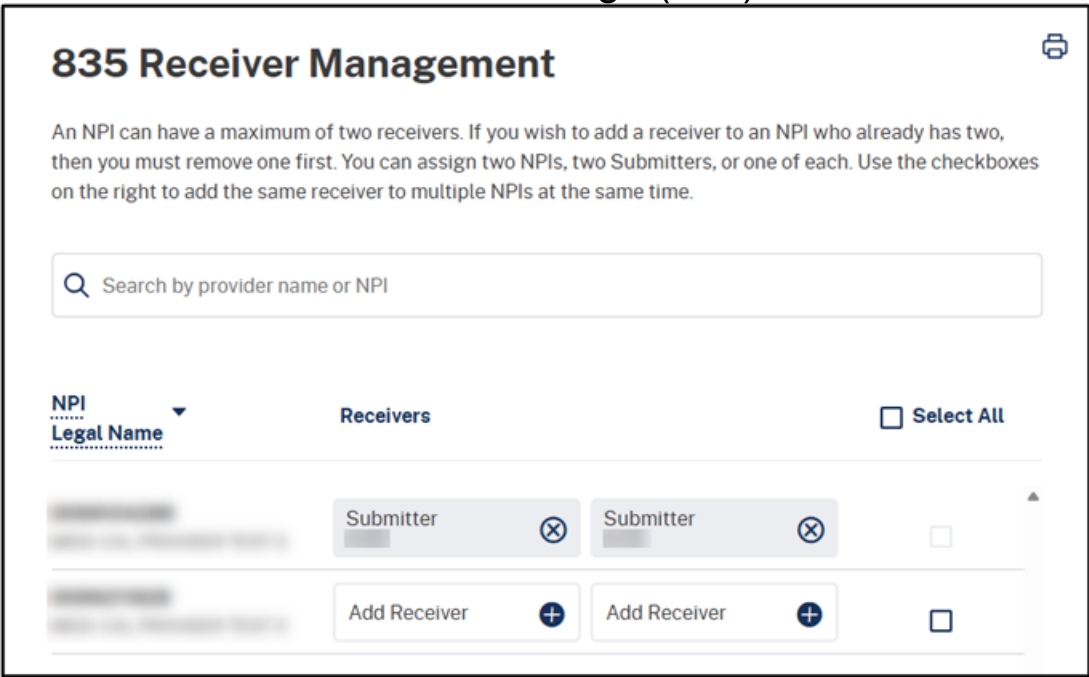 835 Receiver Management
An NPI can have a maximum of two receivers. If you wish to add a receiver to an NPI who already has two,
then you must remove one first. You can assign two NPIs, two Submitters, or one of each. Use the checkboxes
on the right to add the same receiver to multiple NPIs at the same time.
Search by provider name or NPI
NPI
Legal Name
Receivers
Select All
Submitter
Submitter
Add Receiver
Add Receiver